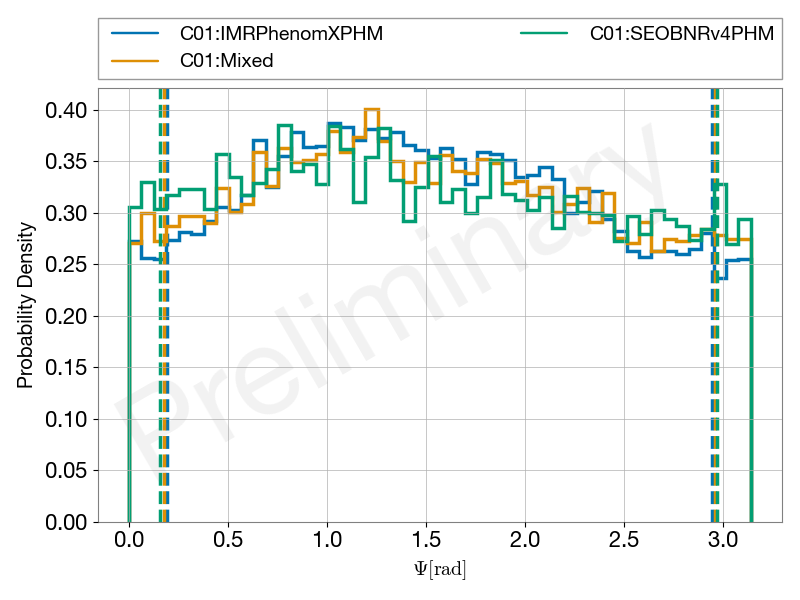 C01:IMRPhenomXPHM
C01:Mixed
C01:SEOBNRv4PHM
Probability Density
0.40
0.35
0.30
0.25
0.20
0.15
0.10
0.05
0.00
Preliminary
0.0 0.5 1.0 1.5 2.0 2.5 3.0
Ψ[rad]